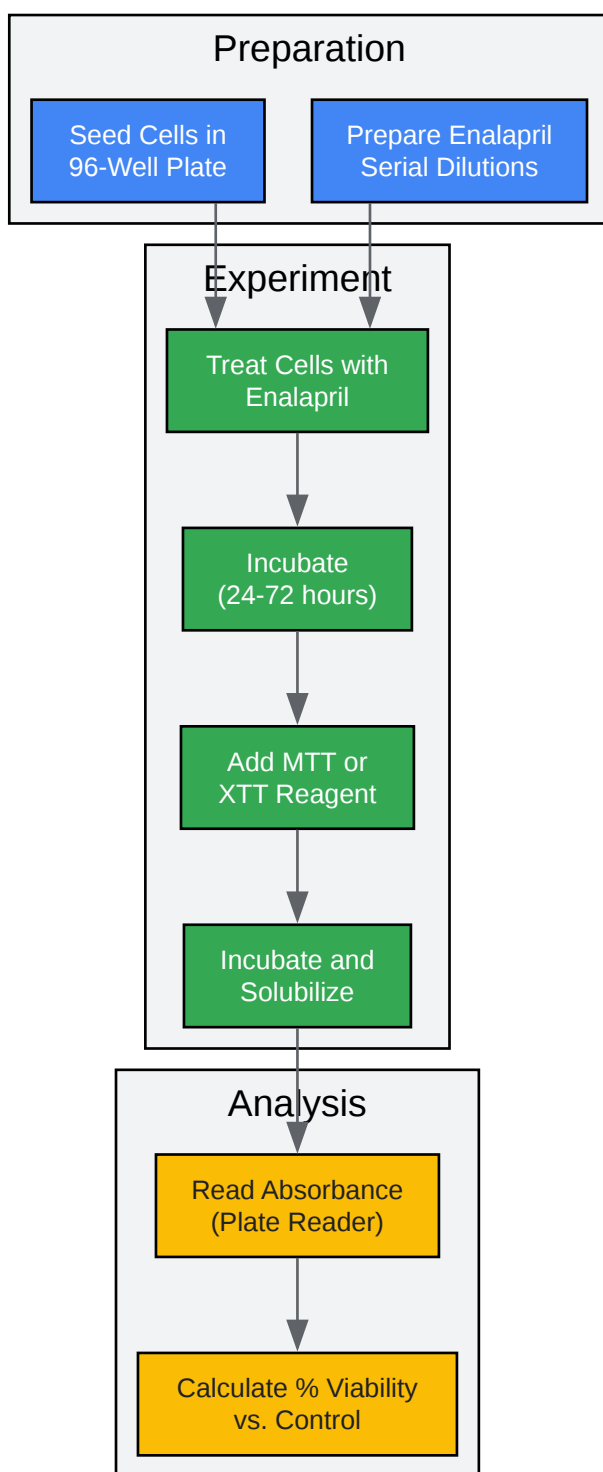 Preparation
Seed Cells in
96-Well Plate
Prepare Enalapril
Serial Dilutions
Experiment
Treat Cells with
Enalapril
Incubate
(24-72 hours)
Add MTT or
XTT Reagent
Incubate and
Solubilize
Analysis
Read Absorbance
(Plate Reader)
Calculate % Viability
vs. Control